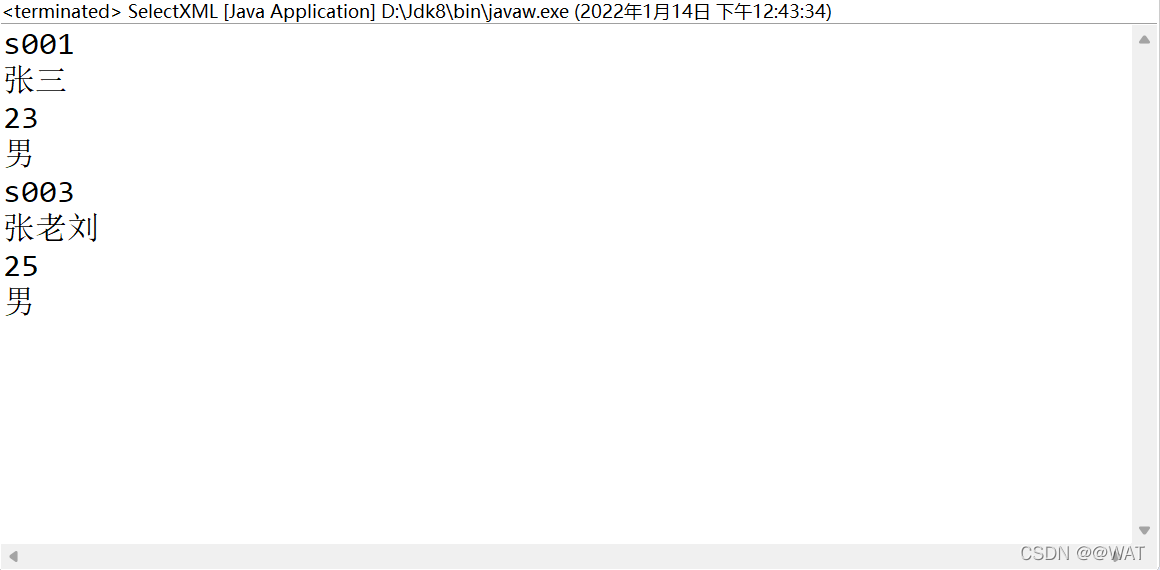 <terminated> SelectXML [Java Application] D:\Jdk8\bin\javaw.exe (2022年1月14日 下午12:43:34)
s001
张三
23
男
s003
张老刘
25
男
CSDN @@WAT